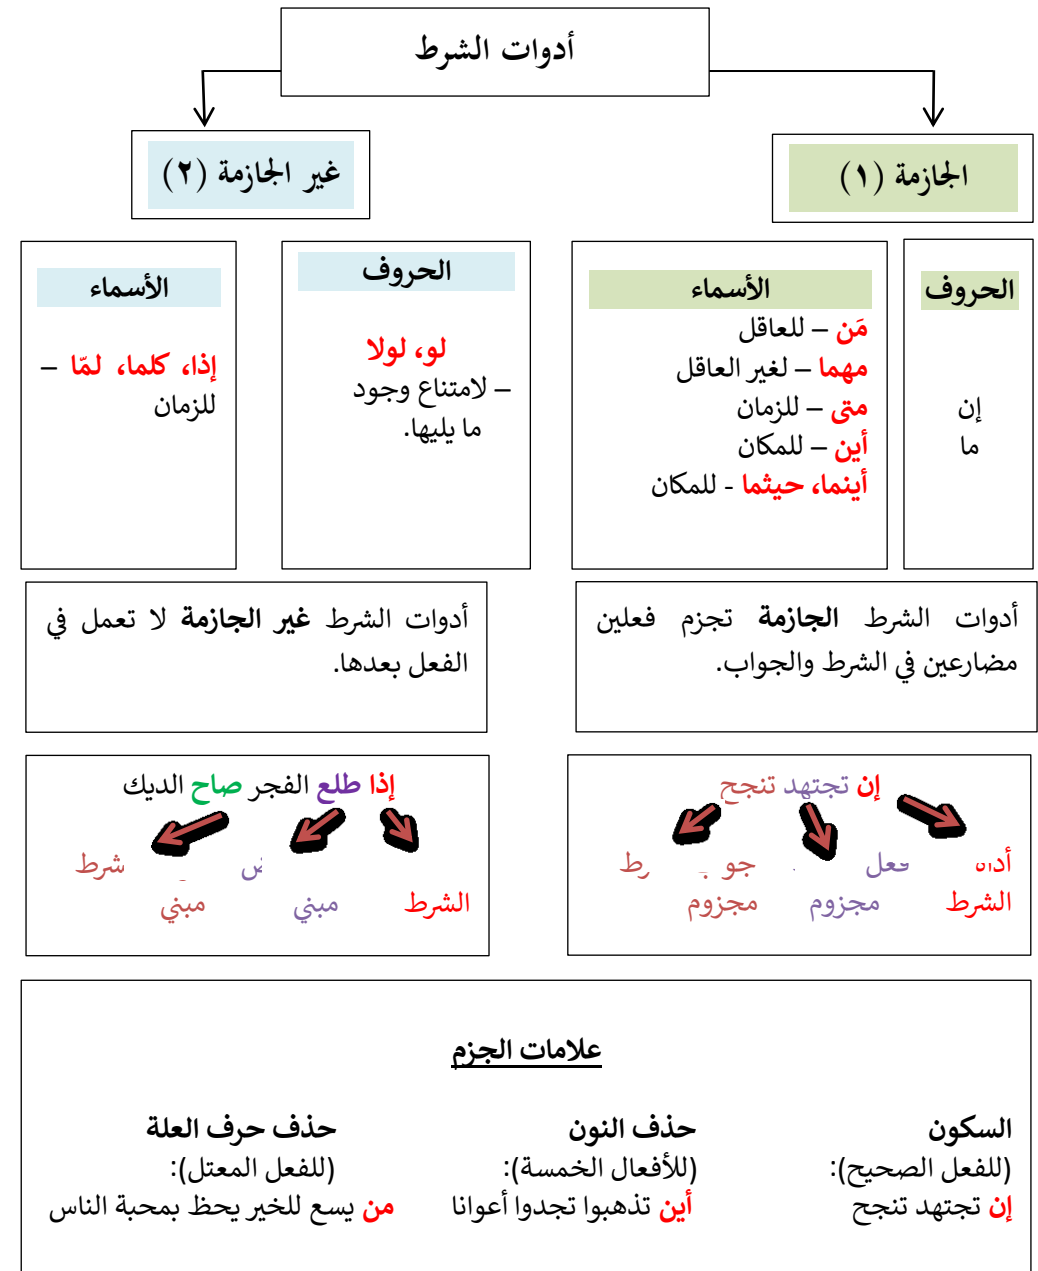 أدوات الشرط
الجازمة (١)
غير الجازمة (٢)
الحروف
إن
ما
الأسماء
مَن – للعاقل
مهما – لغير العاقل
متى – للزمان
أين – للمكان
أينما، حيثما - للمكان
الحروف
لو، لولا
– لامتناع وجود
ما يليها.
الأسماء
إذا، كلما، لمّا –
للزمان
أدوات الشرط الجازمة تجزم فعلين
مضارعين في الشرط والجواب.
أدوات الشرط غير الجازمة لا تعمل في
الفعل بعدها.
إن تجتهد تنجح
أداة فعل
الشرط مجزوم مجزوم
إذا طلع الفجر صاح الديك
شرط
الشرط مبني مبني
علامات الجزم
السكون
(للفعل الصحيح):
إن تجتهد تنجح
حذف النون
(للأفعال الخمسة):
أين تذهبوا تجدوا أعوانا
حذف حرف العلة
(للفعل المعتل):
من يسع للخير يحظ بمحبة الناس